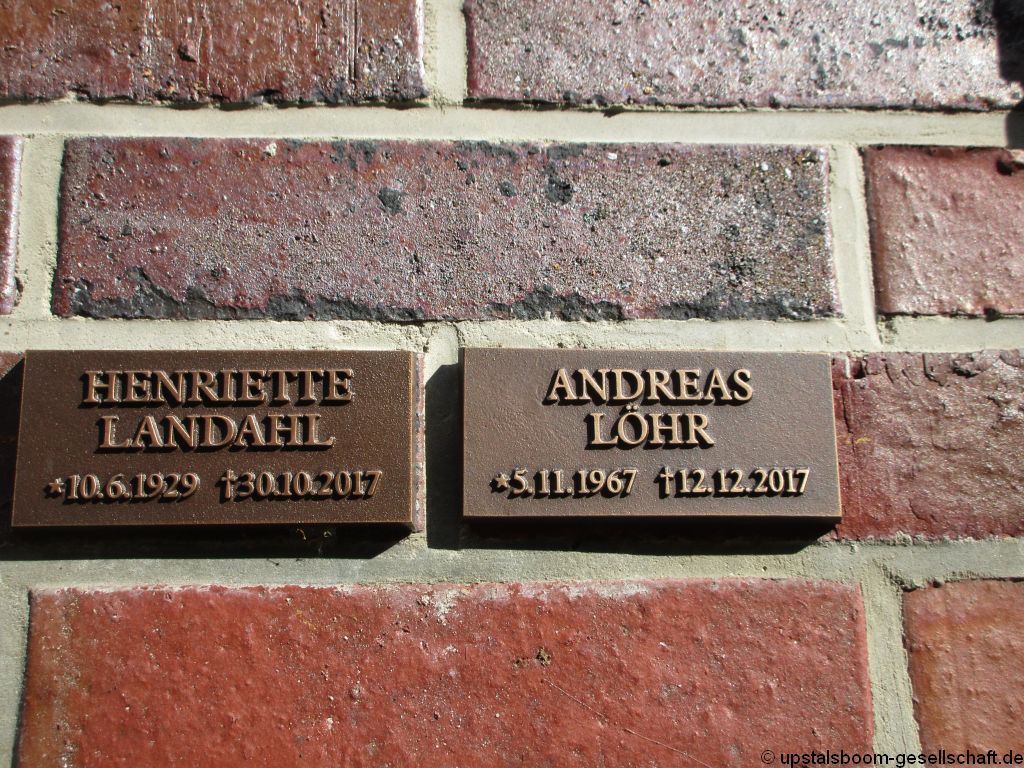 HENRIETTE
LANDAHL
*10.6.1929 †30.10.2017
ANDREAS
LÖHR
*5.11.1967 †12.12.2017
© upstalsboom-gesellschaft.de